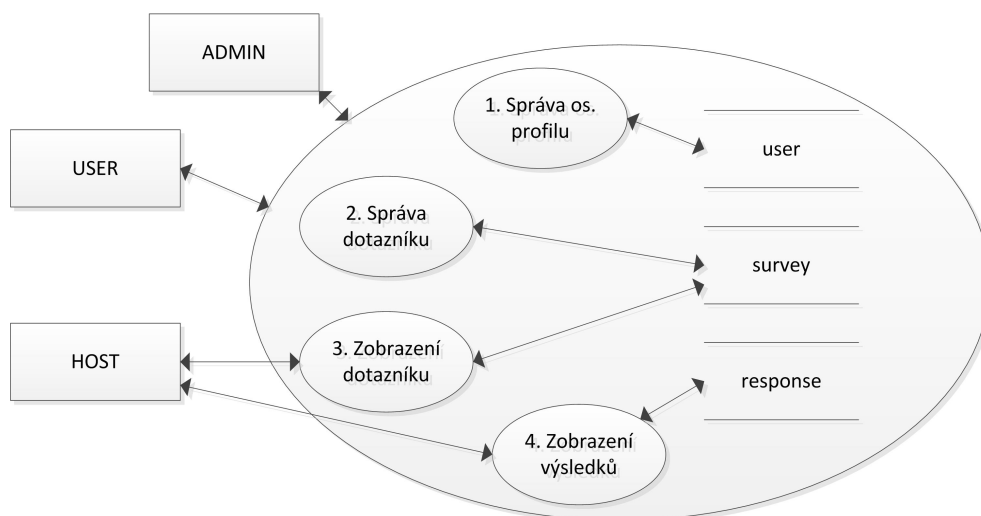 ADMIN
1. Správa os.
profilu
user
USER
2. Správa
dotazníku
survey
HOST
3. Zobrazení
dotazníku
response
4. Zobrazení
výsledků